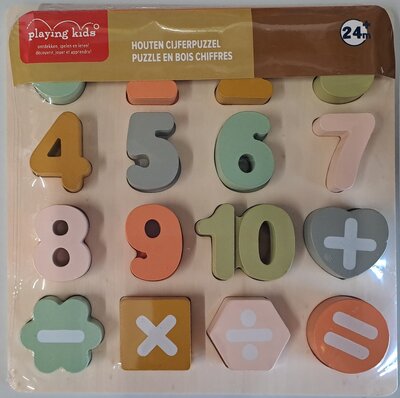 playing kids
ontdekken, spelen en leren!
découvrir, jouer et apprendre!
HOUTEN CIJFERPUZZEL
PUZZLE EN BOIS CHIFFRES
24+
m
4 5 6 7
8 9 10 +
- × ÷ =